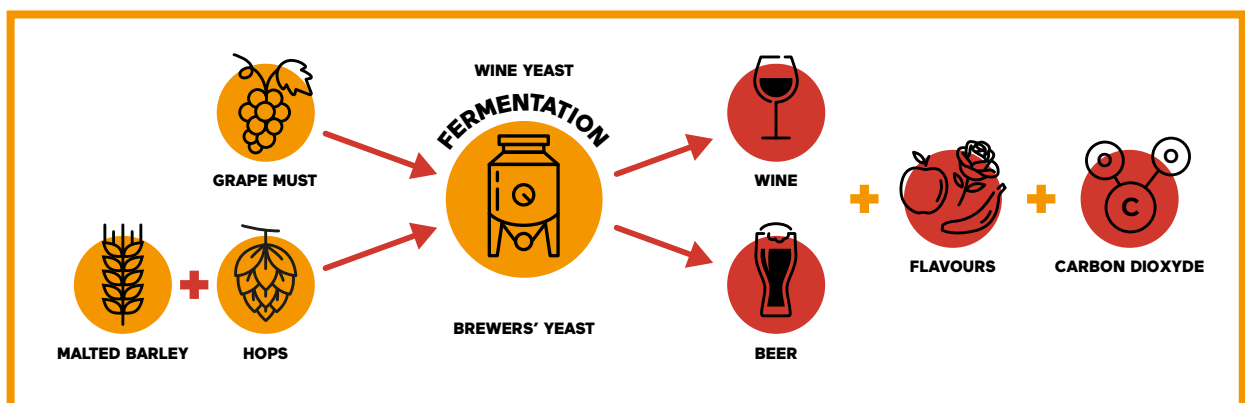 WINE YEAST
FERMENTATION
GRAPE MUST
WINE
MALTED BARLEY
HOPS
BREWERS’ YEAST
BEER
FLAVOURS
O
O
C
CARBON DIOXYDE